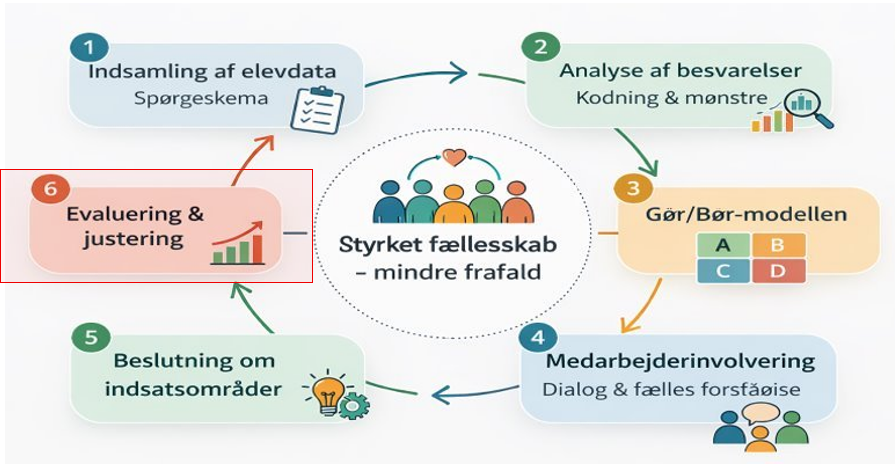 1
Indsamling af elevdata
Spørgeskema
2
Analyse af besvarelser
Kodning & mønstre
3
Gør/Bør-modellen
A B
C D
4
Medarbejderinvolvering
Dialog & fælles forsfåøise
5
Beslutning om
indsatsområder
6
Evaluering &
justering
Styrket fællesskab
– mindre frafald